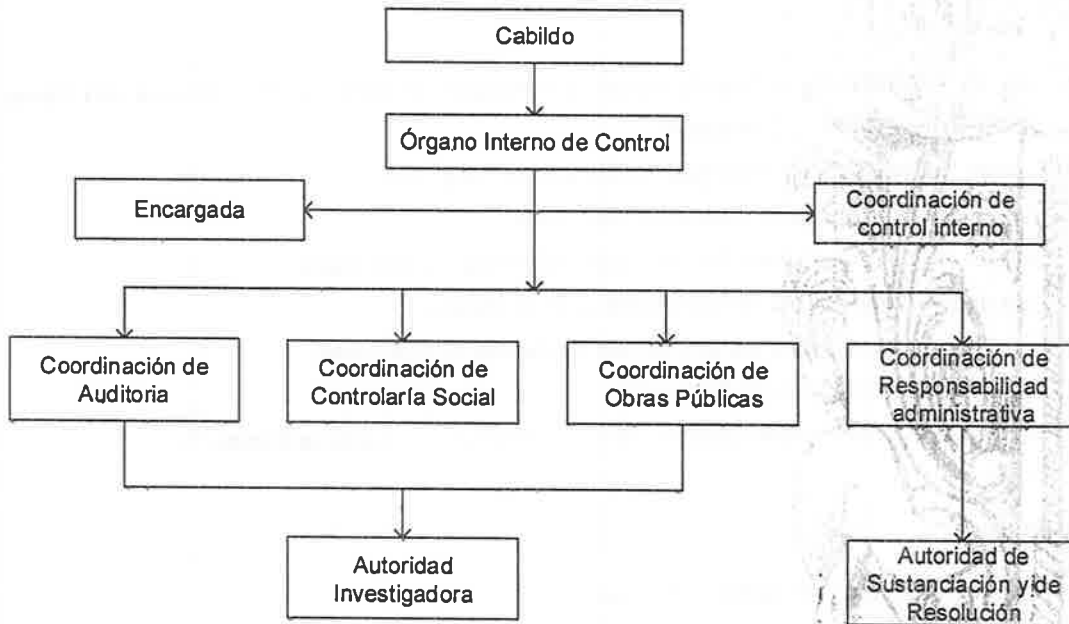 Cabildo
Órgano Interno de Control
Encargada
Coordinación de
control interno
Coordinación de
Auditoria
Coordinación de
Controlaría Social
Coordinación de
Obras Públicas
Coordinación de
Responsabilidad
administrativa
Autoridad
Investigadora
Autoridad de
Sustanciación y de
Resolución